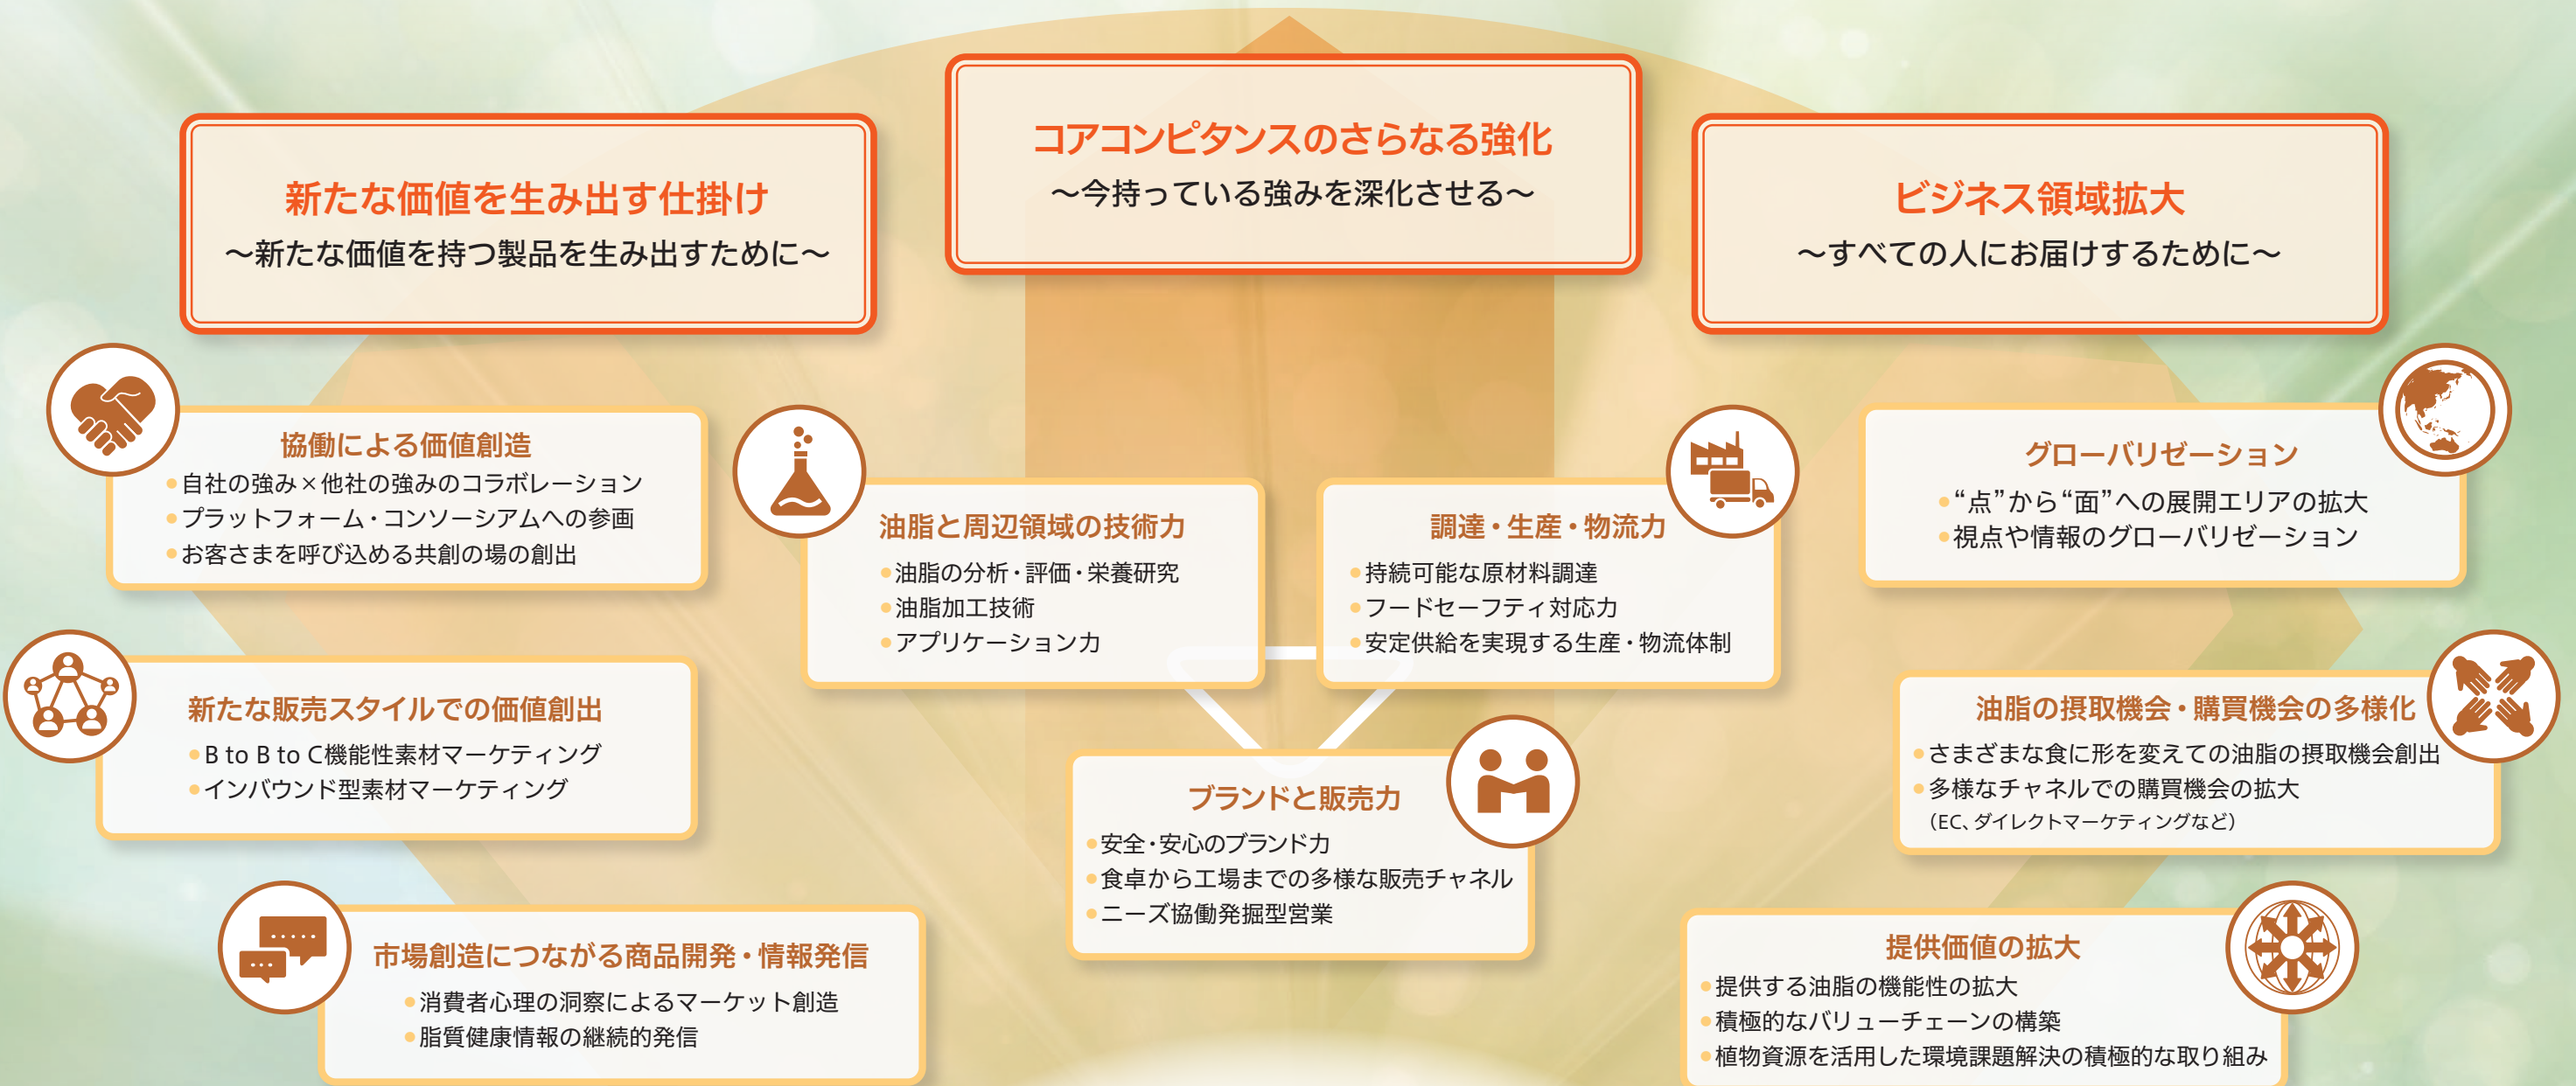 新たな価値を生み出す仕掛け
～新たな価値を持つ製品を生み出すために～
協働による価値創造
●自社の強み×他社の強みのコラボレーション
●プラットフォーム・コンソーシアムへの参画
●お客さまを呼び込める共創の場の創出
新たな販売スタイルでの価値創出
●B to B to C機能性素材マーケティング
●インバウンド型素材マーケティング
市場創造につながる商品開発・情報発信
●消費者心理の洞察によるマーケット創造
●脂質健康情報の継続的発信
コアコンピタンスのさらなる強化
～今持っている強みを深化させる～
油脂と周辺領域の技術力
●油脂の分析・評価・栄養研究
●油脂加工技術
●アプリケーション力
調達・生産・物流力
●持続可能な原材料調達
●フードセーフティ対応力
●安定供給を実現する生産・物流体制
ブランドと販売力
●安全・安心のブランド力
●食卓から工場までの多様な販売チャネル
●ニーズ協働発掘型営業
ビジネス領域拡大
～すべての人にお届けするために～
グローバリゼーション
●“点”から“面”への展開エリアの拡大
●視点や情報のグローバリゼーション
油脂の摂取機会・購買機会の多様化
●さまざまな食に形を変えての油脂の摂取機会創出
●多様なチャネルでの購買機会の拡大
（EC、ダイレクトマーケティングなど）
提供価値の拡大
●提供する油脂の機能性の拡大
●積極的なバリューチェーンの構築
●植物資源を活用した環境課題解決の積極的な取り組み